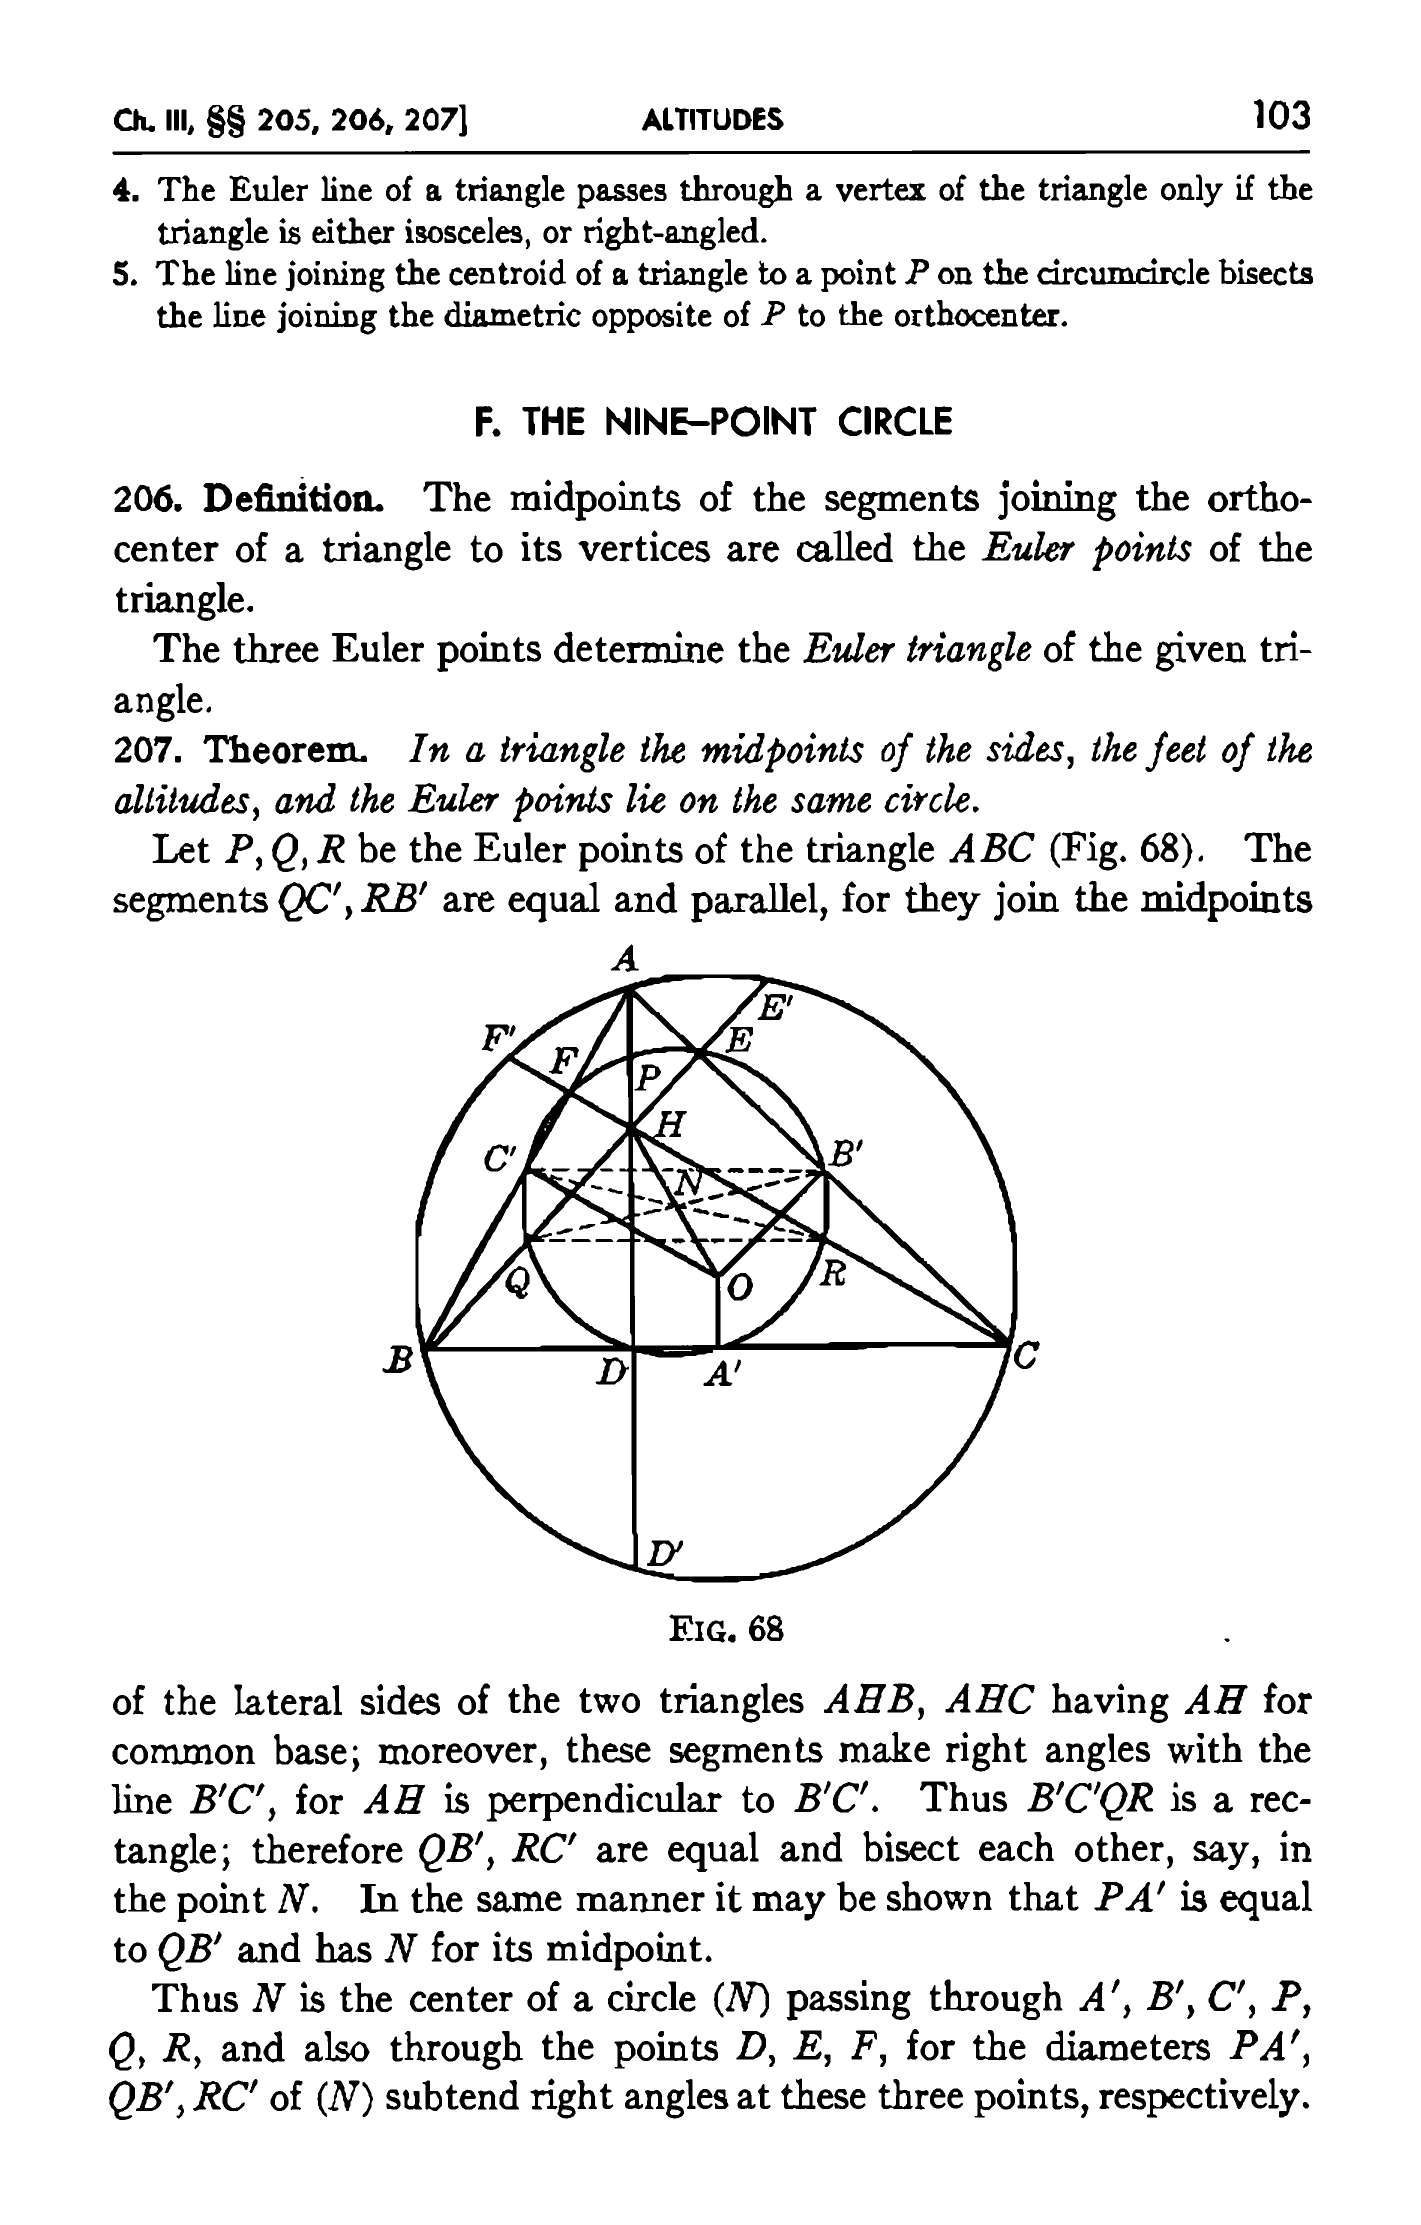 Ch. III, §§ 205, 206, 207] ALTITUDES 103
4. The Euler line of a triangle passes through a vertex of the triangle only if the
triangle is either isosceles, or right-angled.
5. The line joining the centroid of a triangle to a point P on the circumcircle bisects
the line joining the diametric opposite of P to the orthocenter.
F. THE NINE–POINT CIRCLE
206. Definition. The midpoints of the segments joining the ortho-
center of a triangle to its vertices are called the Euler points of the
triangle.
The three Euler points determine the Euler triangle of the given tri-
angle.
207. Theorem. In a triangle the midpoints of the sides, the feet of the
altitudes, and the Euler points lie on the same circle.
Let P, Q, R be the Euler points of the triangle ABC (Fig. 68). The
segments QC', RB' are equal and parallel, for they join the midpoints
A
E'
F'
E
F
P
H
C'
B'
N
Q
O
R
B
D
A'
C
D'
FIG. 68
of the lateral sides of the two triangles AHB, AHC having AH for
common base; moreover, these segments make right angles with the
line B'C', for AH is perpendicular to B'C'. Thus B'C'QR is a rec-
tangle; therefore QB', RC' are equal and bisect each other, say, in
the point N. In the same manner it may be shown that PA' is equal
to QB' and has N for its midpoint.
Thus N is the center of a circle (N) passing through A', B', C', P,
Q, R, and also through the points D, E, F, for the diameters PA',
QB', RC' of (N) subtend right angles at these three points, respectively.